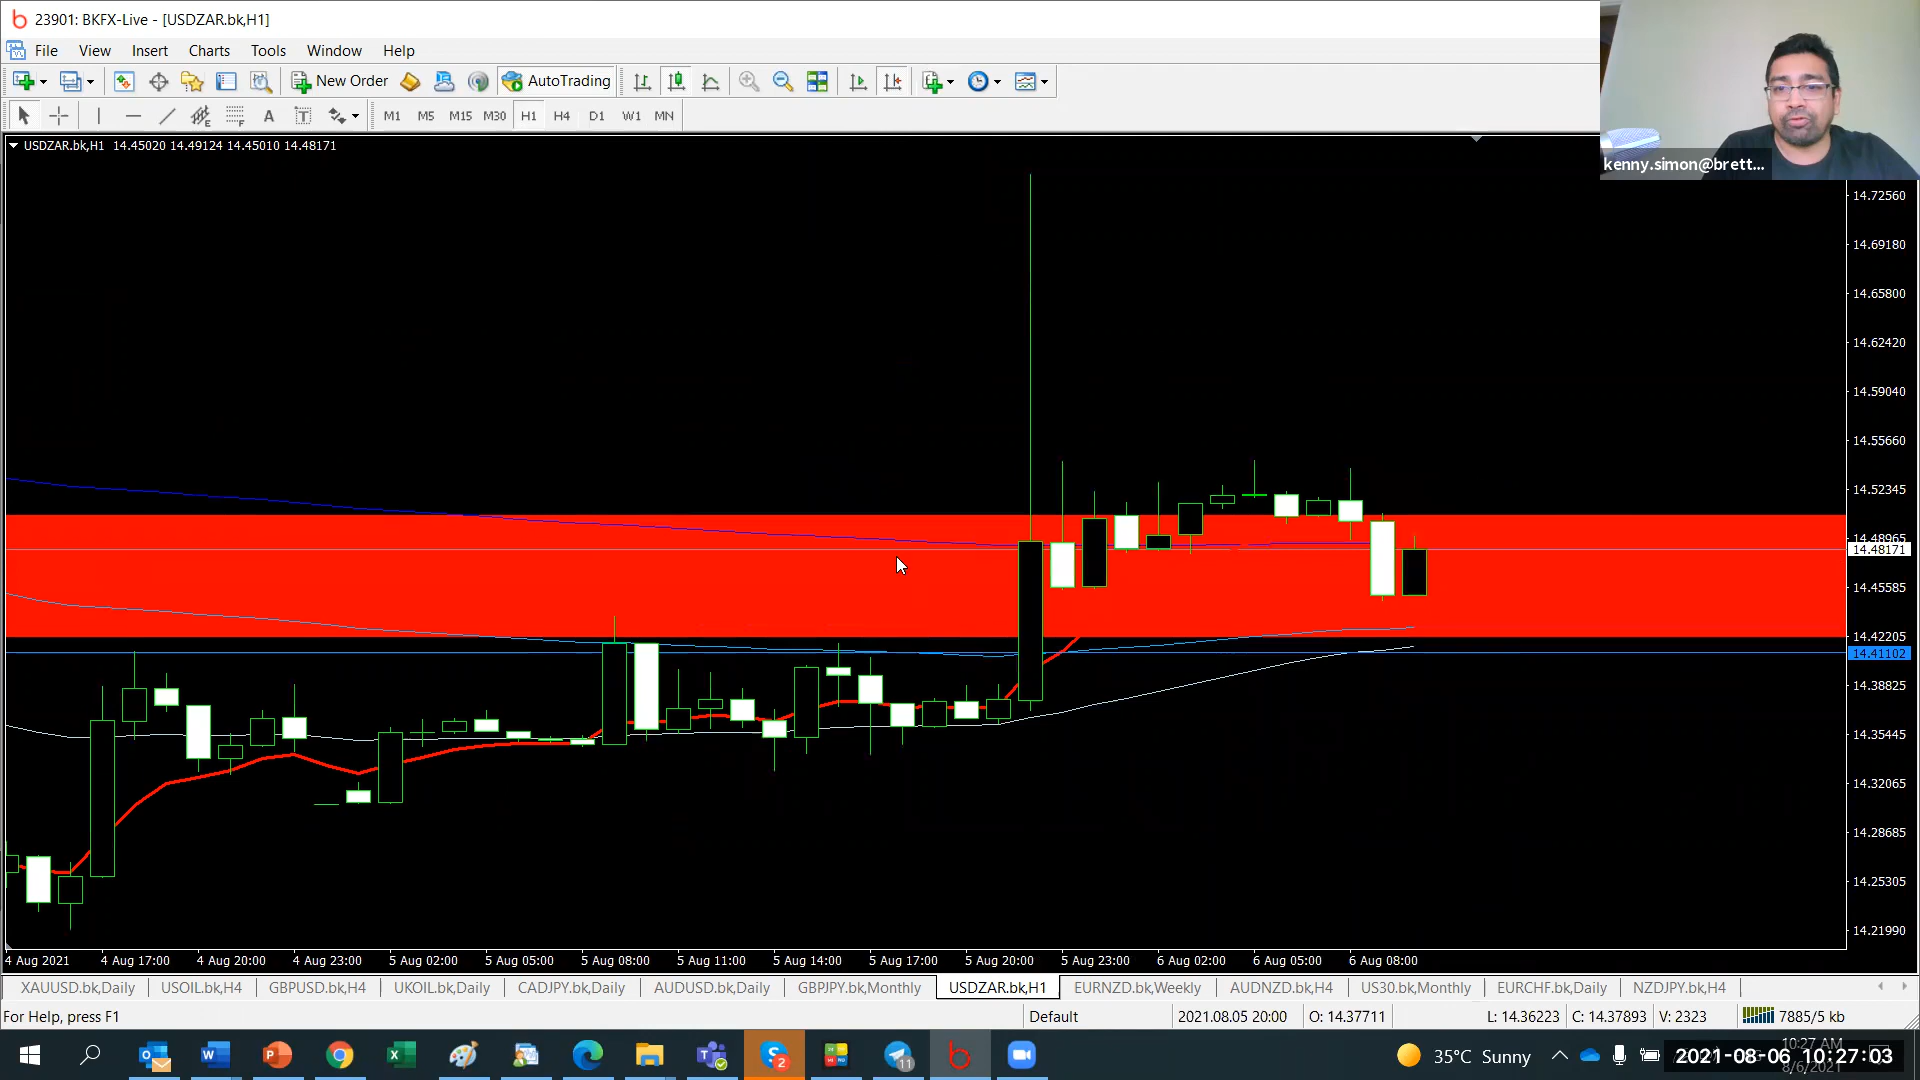 23901: BKFX-Live - [USDZAR.bk,H1]
File View Insert Charts Tools Window Help
New Order AutoTrading
A T M1 M5 M15 M30 H1 H4 D1 W1 MN
USDZAR.bk,H1 14.45020 14.49124 14.45010 14.48171
kenny.simon@brett...
14.72560
14.69180
14.65800
14.62420
14.59040
14.55660
14.52345
14.48965
14.48171
14.45585
14.42205
14.41102
14.38825
14.35445
14.32065
14.28685
14.25305
14.21990
4 Aug 2021 4 Aug 17:00 4 Aug 20:00 4 Aug 23:00 5 Aug 02:00 5 Aug 05:00 5 Aug 08:00 5 Aug 11:00 5 Aug 14:00 5 Aug 17:00 5 Aug 20:00 5 Aug 23:00 6 Aug 02:00 6 Aug 05:00 6 Aug 08:00
XAUUSD.bk,Daily USOIL.bk,H4 GBPUSD.bk,H4 UKOIL.bk,Daily CADJPY.bk,Daily AUDUSD.bk,Daily GBPJPY.bk,Monthly USDZAR.bk,H1 EURNZD.bk,Weekly AUDNZD.bk,H4 US30.bk,Monthly EURCHF.bk,Daily NZDJPY.bk,H4
For Help, press F1 Default 2021.08.05 20:00 O: 14.37711 L: 14.36223 C: 14.37893 V: 2323 7885/5 kb
35°C Sunny
10:27 AM
2021-08-06 10:27:03